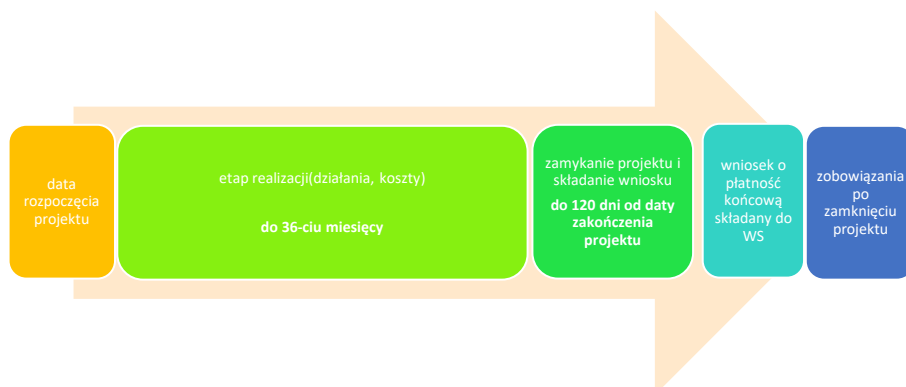 data
rozpoczęcia
projektu
etap realizacji(działania, koszty)
do 36-ciu miesięcy
zamykanie projektu i
składanie wniosku
do 120 dni od daty
zakończenia
projektu
wniosek o
płatność
końcową
składany do
WS
zobowiązania
po
zamknięciu
projektu